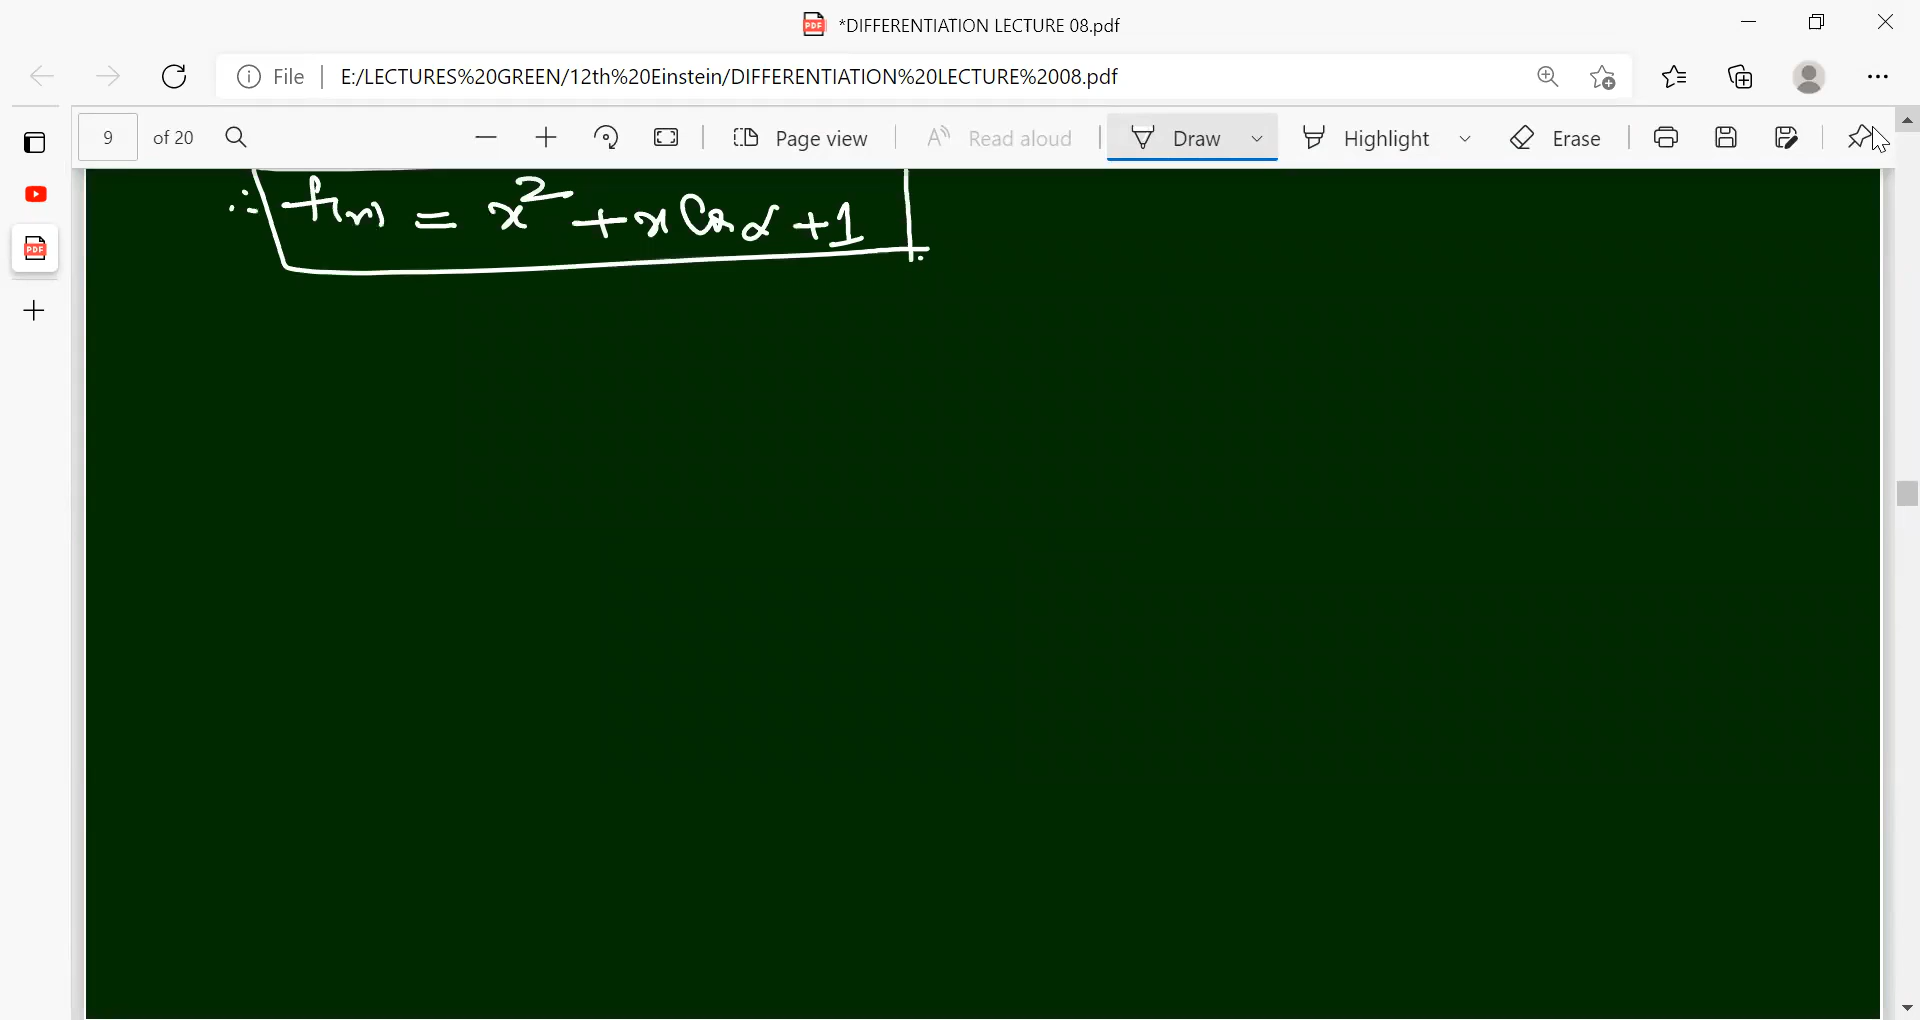 *DIFFERENTIATION LECTURE 08.pdf
File E:/LECTURES%20GREEN/12th%20Einstein/DIFFERENTIATION%20LECTURE%2008.pdf
9 of 20 Page view Read aloud Draw Highlight Erase
∴ f(x) = x² + x Cos α + 1